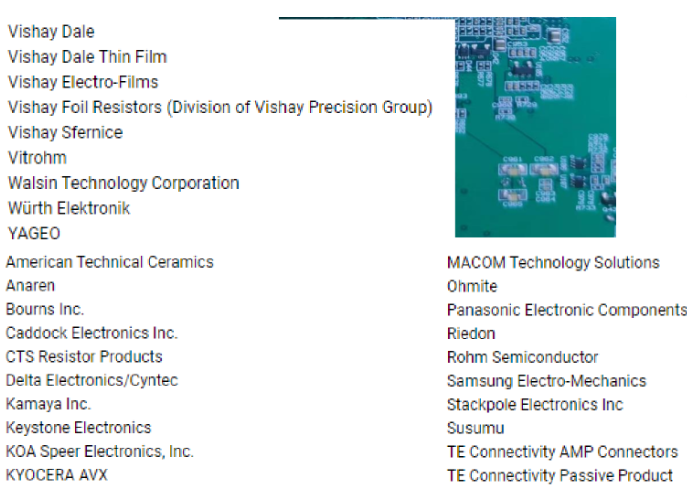 Vishay Dale
Vishay Dale Thin Film
Vishay Electro-Films
Vishay Foil Resistors (Division of Vishay Precision Group)
Vishay Sfernice
Vitrohm
Walsin Technology Corporation
Würth Elektronik
YAGEO
C981 C982
American Technical Ceramics
Anaren
Bourns Inc.
Caddock Electronics Inc.
CTS Resistor Products
Delta Electronics/Cyntec
Kamaya Inc.
Keystone Electronics
KOA Speer Electronics, Inc.
KYOCERA AVX
MACOM Technology Solutions
Ohmite
Panasonic Electronic Components
Riedon
Rohm Semiconductor
Samsung Electro-Mechanics
Stackpole Electronics Inc
Susumu
TE Connectivity AMP Connectors
TE Connectivity Passive Product